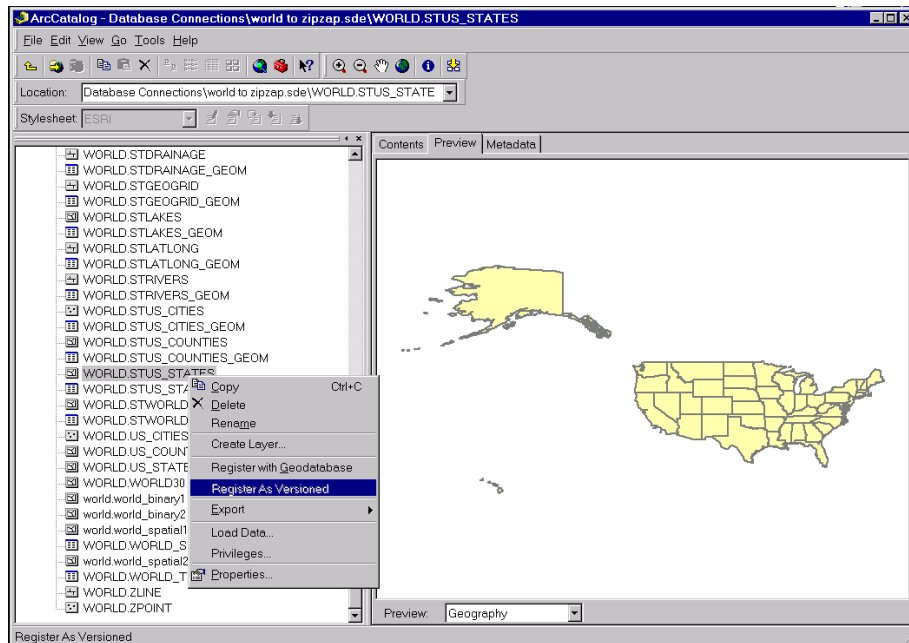 ArcCatalog - Database Connections\world to zipzap.sde\WORLD.STUS_STATES
File Edit View Go Tools Help
Location: Database Connections\world to zipzap.sde\WORLD.STUS_STATE
Stylesheet: ESRI
Contents Preview Metadata
WORLD.STDRAINAGE
WORLD.STDRAINAGE_GEOM
WORLD.STGEOGRID
WORLD.STGEOGRID_GEOM
WORLD.STLAKES
WORLD.STLAKES_GEOM
WORLD.STLATLONG
WORLD.STLATLONG_GEOM
WORLD.STRIVERS
WORLD.STRIVERS_GEOM
WORLD.STUS_CITIES
WORLD.STUS_CITIES_GEOM
WORLD.STUS_COUNTIES
WORLD.STUS_COUNTIES_GEOM
WORLD.STUS_STATES
WORLD.STUS_STA
WORLD.STWORLD
WORLD.STWORLD
WORLD.US_CITIES
WORLD.US_COUN
WORLD.US_STATE
WORLD.WORLD30
world.world_binary1
world.world_binary2
world.world_spatial1
WORLD.WORLD_S
world.world_spatial2
WORLD.WORLD_T
WORLD.ZLINE
WORLD.ZPOINT
Copy Ctrl+C
Delete
Rename
Create Layer...
Register with Geodatabase
Register As Versioned
Export
Load Data...
Privileges...
Properties...
Preview: Geography
Register As Versioned